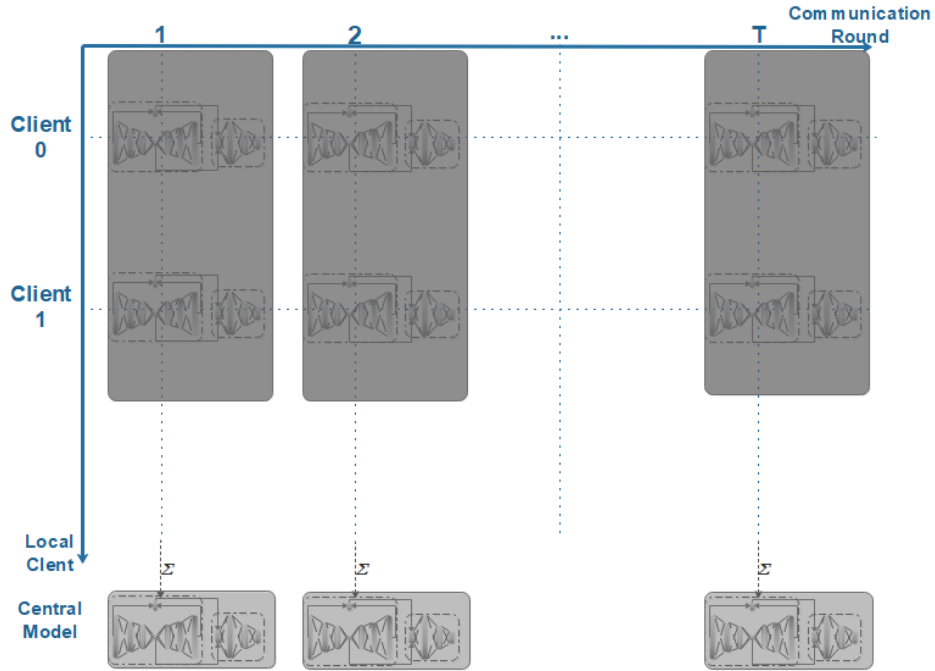 Communication
Round
1
2
...
T
Client
0
Client
1
Local
Clent
Σ
Σ
Σ
Central
Model